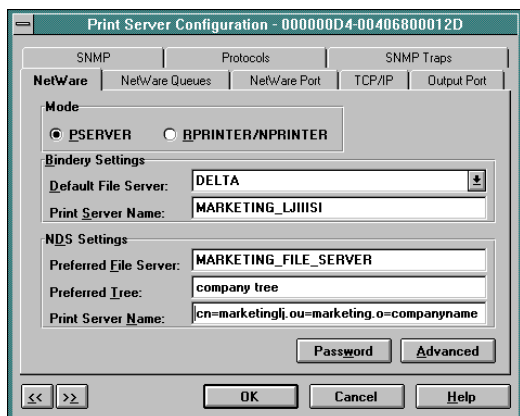 Print Server Configuration - 000000D4-00406800012D
SNMP Protocols SNMP Traps
NetWare NetWare Queues NetWare Port TCP/IP Output Port
Mode
PSERVER RPRINTER/NPRINTER
Bindery Settings
Default File Server: DELTA
Print Server Name: MARKETING_LJIIISI
NDS Settings
Preferred File Server: MARKETING_FILE_SERVER
Preferred Tree: company tree
Print Server Name: cn=marketinglj.ou=marketing.o=companyname
Password Advanced
<< >> OK Cancel Help